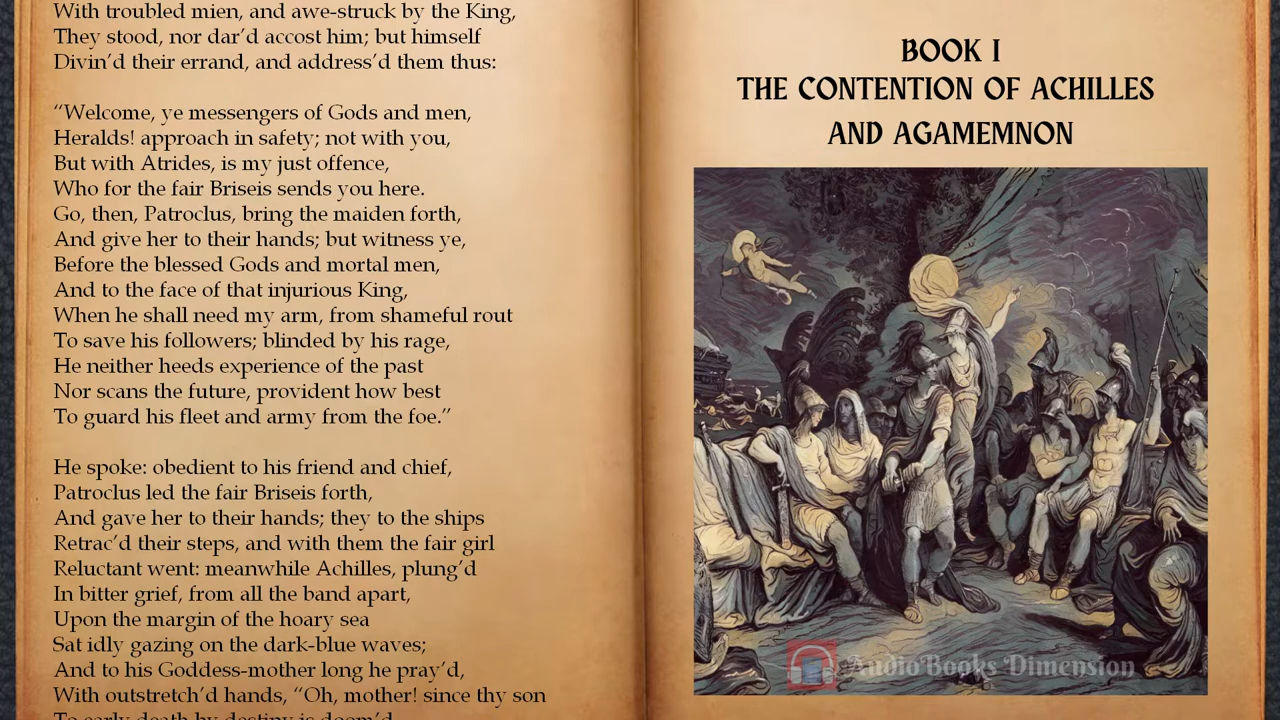 With troubled mien, and awe-struck by the King,
They stood, nor dar’d accost him; but himself
Divin’d their errand, and address’d them thus:
“Welcome, ye messengers of Gods and men,
Heralds! approach in safety; not with you,
But with Atrides, is my just offence,
Who for the fair Briseis sends you here.
Go, then, Patroclus, bring the maiden forth,
And give her to their hands; but witness ye,
Before the blessed Gods and mortal men,
And to the face of that injurious King,
When he shall need my arm, from shameful rout
To save his followers; blinded by his rage,
He neither heeds experience of the past
Nor scans the future, provident how best
To guard his fleet and army from the foe.”
He spoke: obedient to his friend and chief,
Patroclus led the fair Briseis forth,
And gave her to their hands; they to the ships
Retrac’d their steps, and with them the fair girl
Reluctant went: meanwhile Achilles, plung’d
In bitter grief, from all the band apart,
Upon the margin of the hoary sea
Sat idly gazing on the dark-blue waves;
And to his Goddess-mother long he pray’d,
With outstretch’d hands, “Oh, mother! since thy son
To early death by destiny is doom’d,
BOOK I
THE CONTENTION OF ACHILLES
AND AGAMEMNON
AudioBooks Dimension